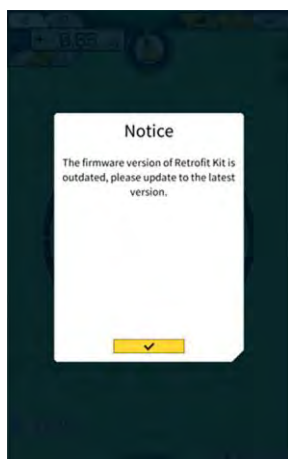 Notice
The firmware version of Retrofit Kit is
outdated, please update to the latest
version.